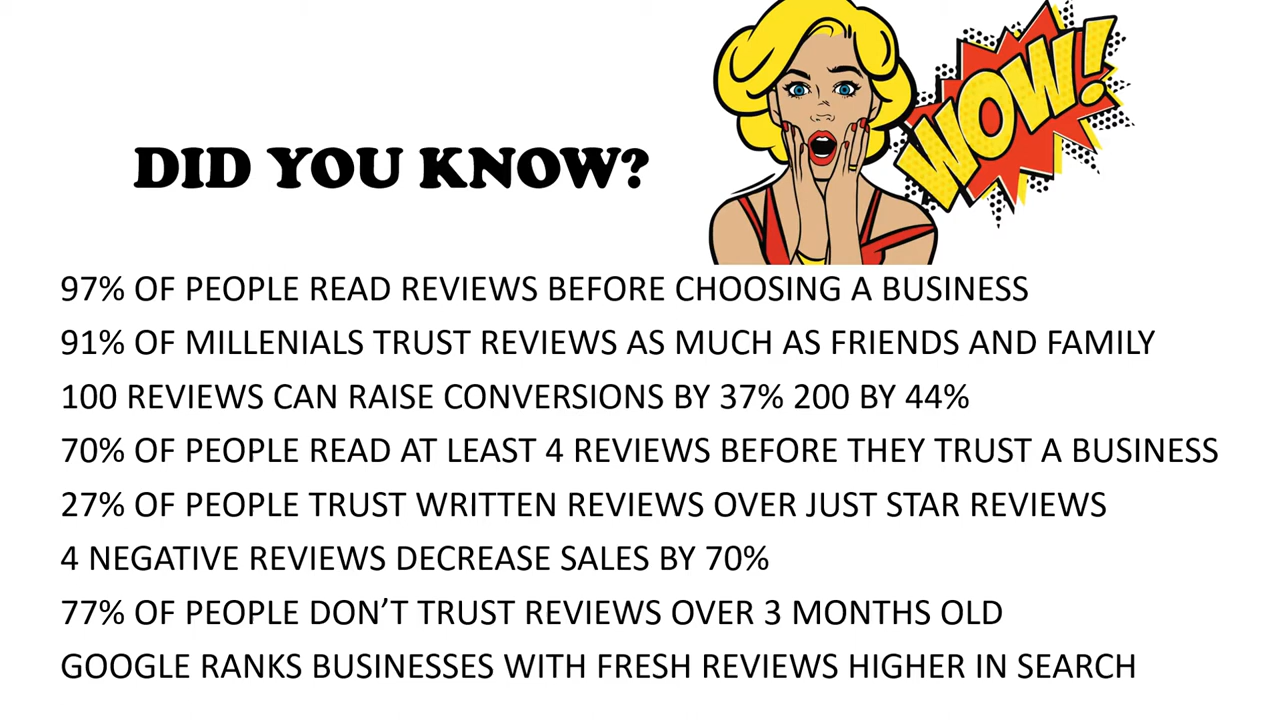 WOW!
DID YOU KNOW?
97% OF PEOPLE READ REVIEWS BEFORE CHOOSING A BUSINESS
91% OF MILLENIALS TRUST REVIEWS AS MUCH AS FRIENDS AND FAMILY
100 REVIEWS CAN RAISE CONVERSIONS BY 37% 200 BY 44%
70% OF PEOPLE READ AT LEAST 4 REVIEWS BEFORE THEY TRUST A BUSINESS
27% OF PEOPLE TRUST WRITTEN REVIEWS OVER JUST STAR REVIEWS
4 NEGATIVE REVIEWS DECREASE SALES BY 70%
77% OF PEOPLE DON’T TRUST REVIEWS OVER 3 MONTHS OLD
GOOGLE RANKS BUSINESSES WITH FRESH REVIEWS HIGHER IN SEARCH